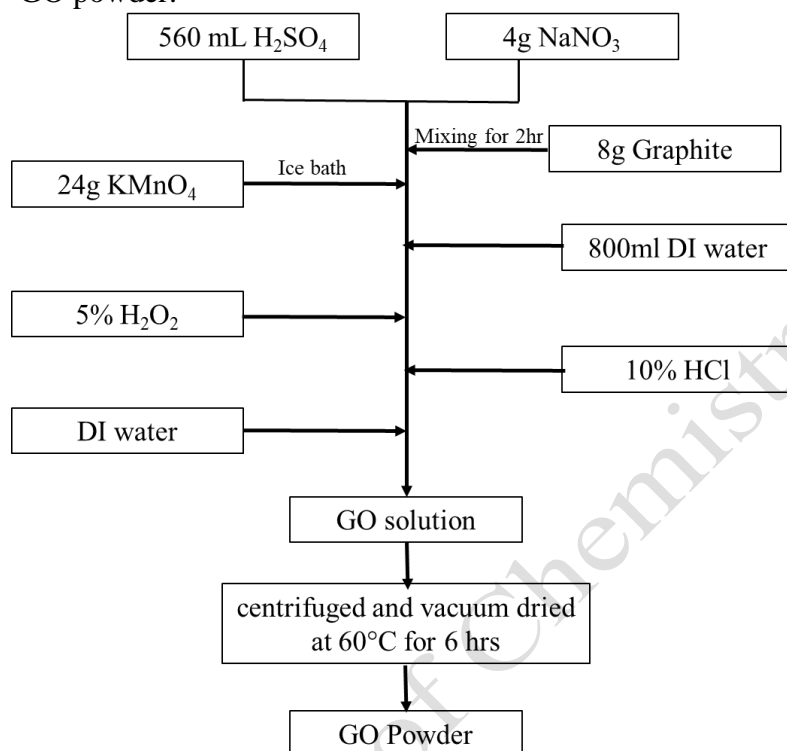 GO powder.
560 mL H₂SO₄
4g NaNO₃
Mixing for 2hr
8g Graphite
24g KMnO₄
Ice bath
800ml DI water
5% H₂O₂
10% HCl
DI water
GO solution
centrifuged and vacuum dried
at 60°C for 6 hrs
GO Powder
of Chemistr